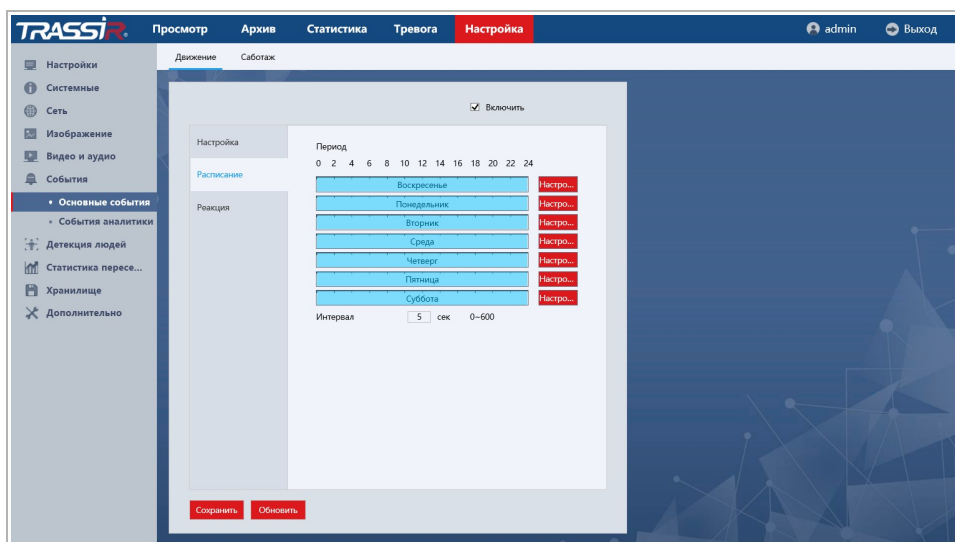 TRASSIR
Просмотр Архив Статистика Тревога Настройка admin Выход
Движение Саботаж
Настройки
Системные
Сеть
Изображение
Видео и аудио
События
Основные события
События аналитики
Детекция людей
Статистика пересе...
Хранилище
Дополнительно
Включить
Настройка
Расписание
Реакция
Период
0 2 4 6 8 10 12 14 16 18 20 22 24
Воскресенье Настро...
Понедельник Настро...
Вторник Настро...
Среда Настро...
Четверг Настро...
Пятница Настро...
Суббота Настро...
Интервал 5 сек 0~600
Сохранить Обновить